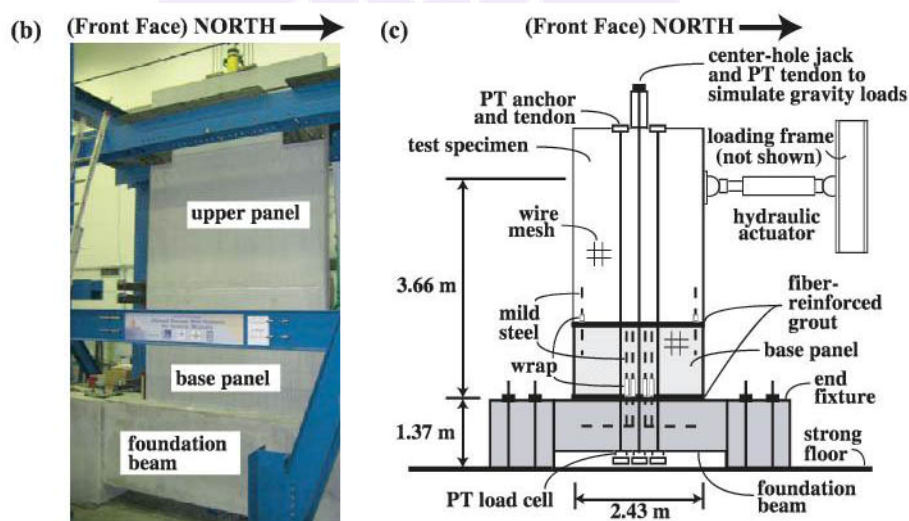 (b)
(Front Face) NORTH
upper panel
base panel
foundation
beam
(c)
(Front Face) NORTH
center-hole jack
and PT tendon to
simulate gravity loads
PT anchor
and tendon
loading frame
(not shown)
test specimen
hydraulic
actuator
wire
mesh
3.66 m
fiber-
reinforced
grout
mild
steel
base panel
wrap
end
fixture
1.37 m
strong
floor
PT load cell
foundation
beam
2.43 m